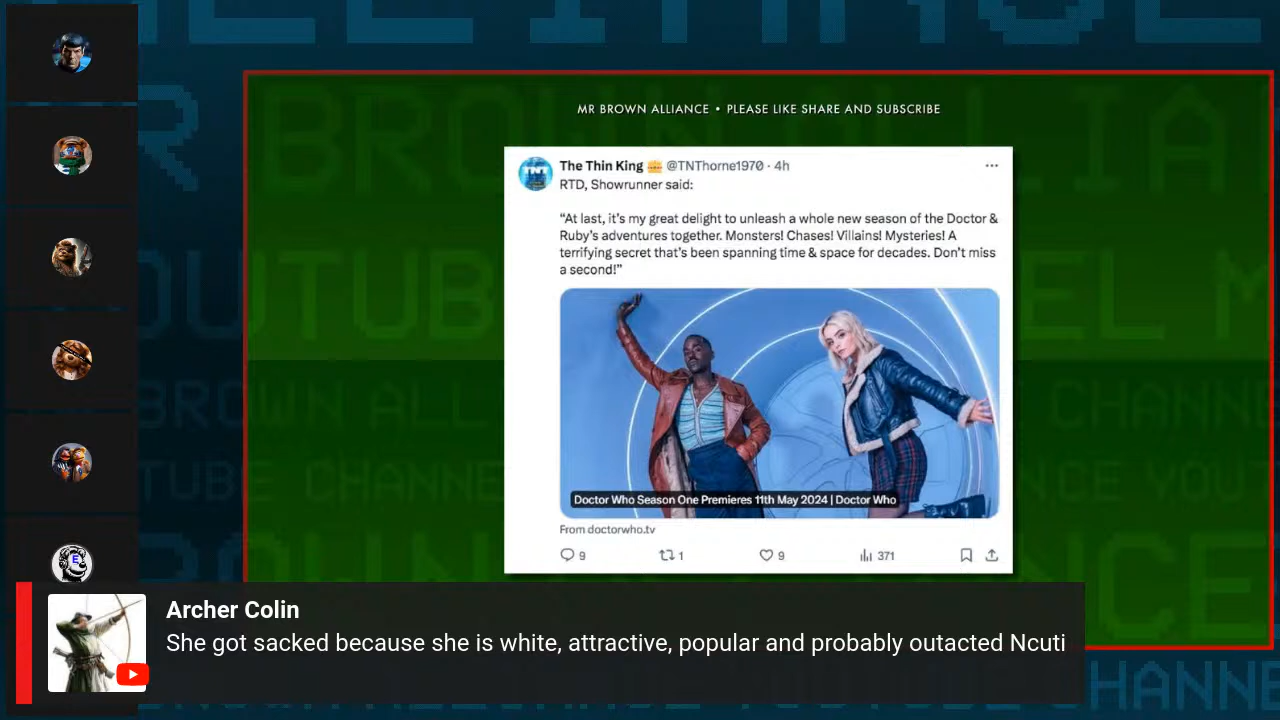 MR BROWN ALLIANCE • PLEASE LIKE SHARE AND SUBSCRIBE
The Thin King 🍔 @TNThorne1970 · 4h
RTD, Showrunner said:
“At last, it’s my great delight to unleash a whole new season of the Doctor &
Ruby’s adventures together. Monsters! Chases! Villains! Mysteries! A
terrifying secret that’s been spanning time & space for decades. Don’t miss
a second!”
Doctor Who Season One Premieres 11th May 2024 | Doctor Who
From doctorwho.tv
9 1 9 371
Archer Colin
She got sacked because she is white, attractive, popular and probably outacted Ncuti